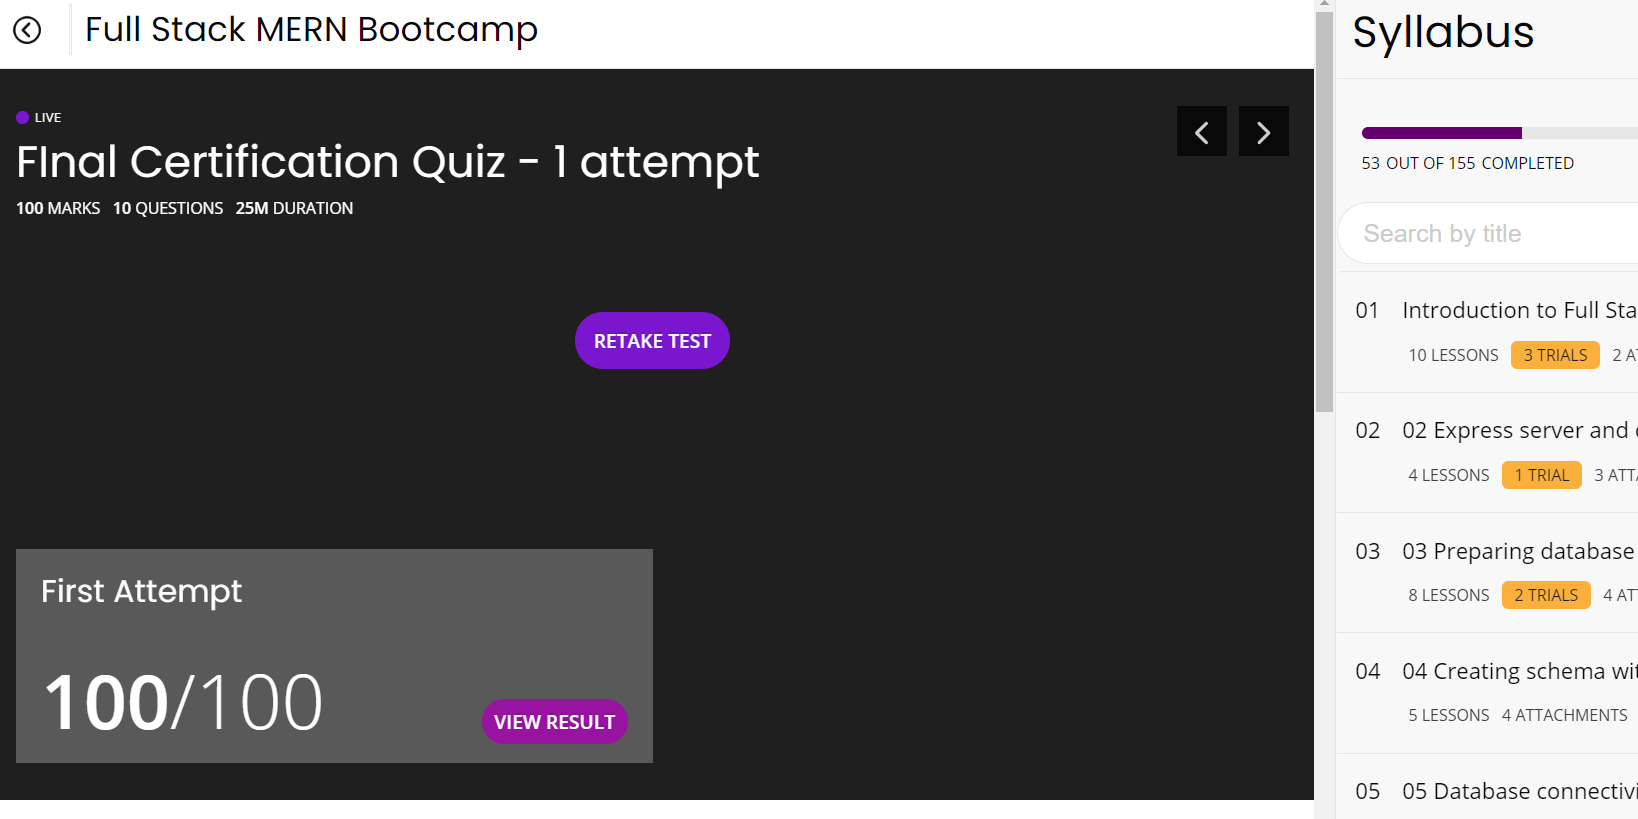 Full Stack MERN Bootcamp
LIVE
FInal Certification Quiz - 1 attempt
100 MARKS 10 QUESTIONS 25M DURATION
RETAKE TEST
First Attempt
100/100
VIEW RESULT
Syllabus
53 OUT OF 155 COMPLETED
Search by title
01 Introduction to Full Sta
10 LESSONS 3 TRIALS 2 A
02 02 Express server and
4 LESSONS 1 TRIAL 3 ATT
03 03 Preparing database
8 LESSONS 2 TRIALS 4 AT
04 04 Creating schema wit
5 LESSONS 4 ATTACHMENTS
05 05 Database connectivi